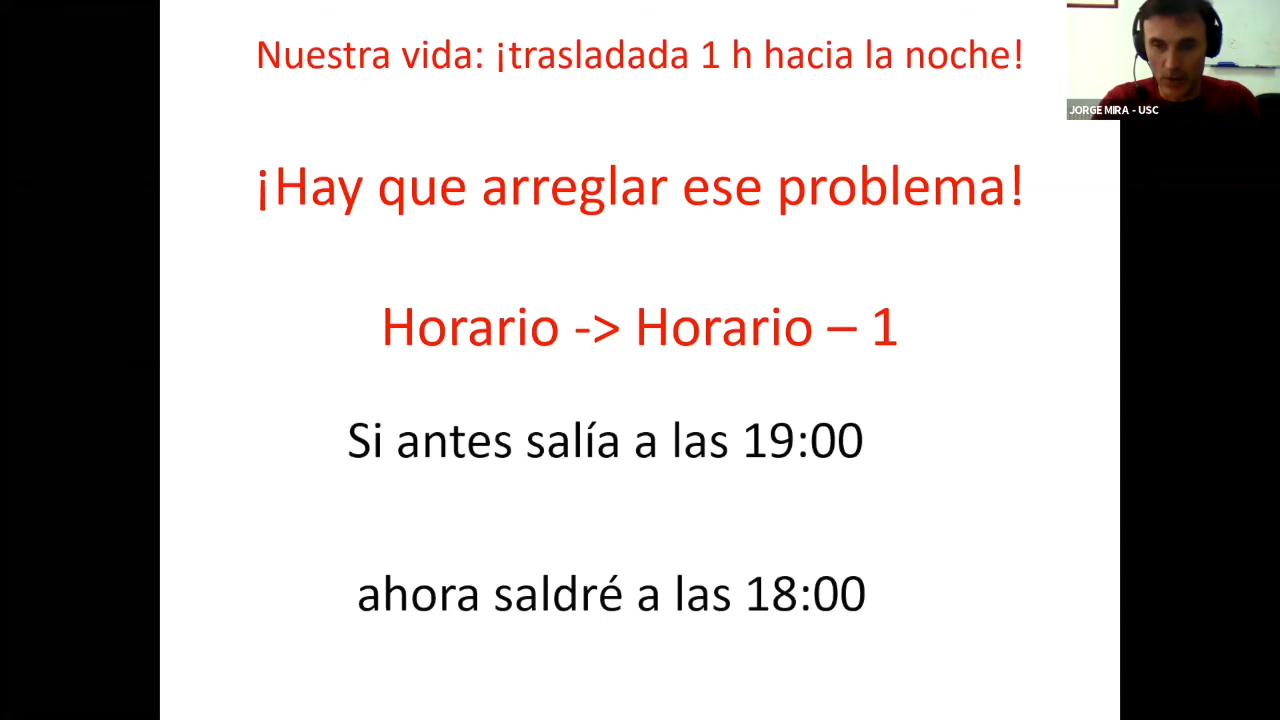 Nuestra vida: ¡trasladada 1 h hacia la noche!
JORGE MIRA - USC
¡Hay que arreglar ese problema!
Horario -> Horario – 1
Si antes salía a las 19:00
ahora saldré a las 18:00